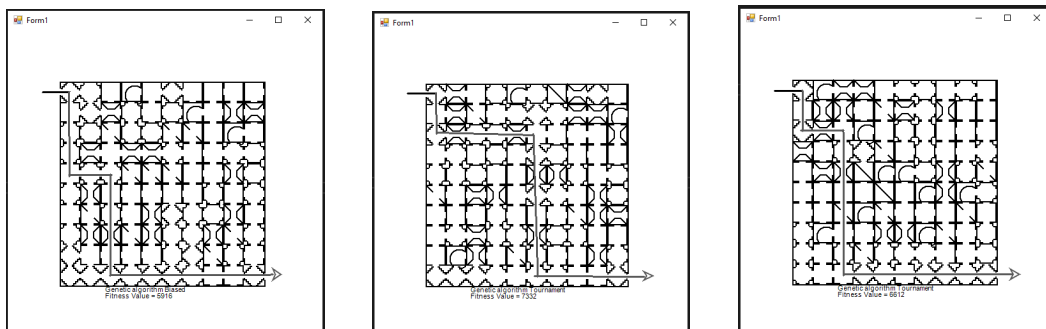 Form1
Genetic algorithm Biased
Fitness Value = 5916
Form1
Genetic algorithm Tournament
Fitness Value = 7332
Form1
Genetic algorithm Tournament
Fitness Value = 6612